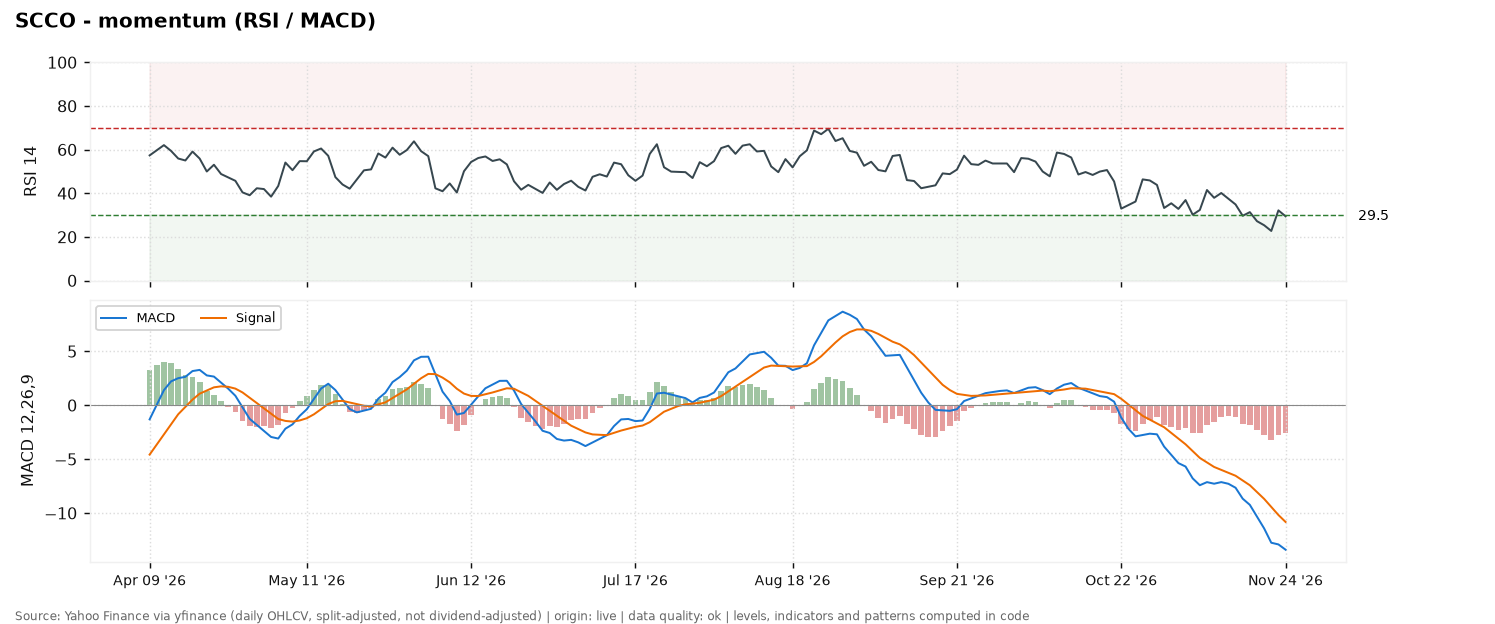 SCCO - momentum (RSI / MACD)
100
80
60
40
20
0
RSI 14
29.5
MACD
Signal
5
0
−5
−10
MACD 12,26,9
Apr 09 '26
May 11 '26
Jun 12 '26
Jul 17 '26
Aug 18 '26
Sep 21 '26
Oct 22 '26
Nov 24 '26
Source: Yahoo Finance via yfinance (daily OHLCV, split-adjusted, not dividend-adjusted) | origin: live | data quality: ok | levels, indicators and patterns computed in code